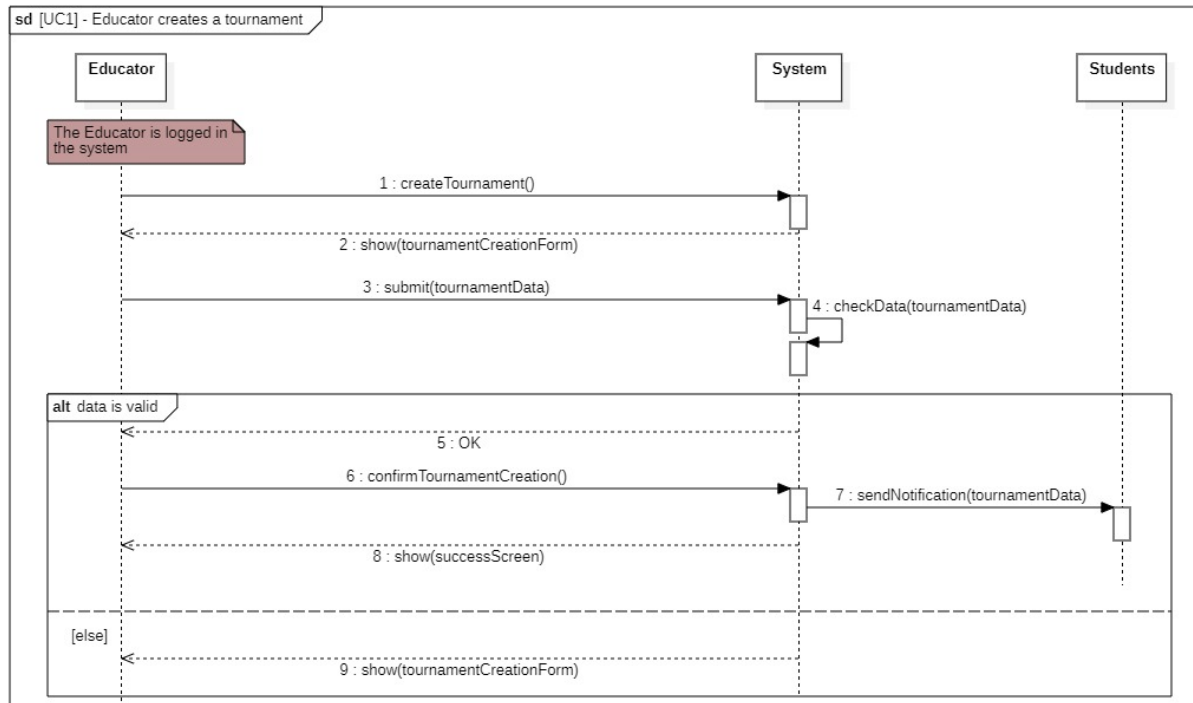 sd [UC1] - Educator creates a tournament
Educator
System
Students
The Educator is logged in
the system
1 : createTournament()
2 : show(tournamentCreationForm)
3 : submit(tournamentData)
4 : checkData(tournamentData)
alt data is valid
5 : OK
6 : confirmTournamentCreation()
7 : sendNotification(tournamentData)
8 : show(successScreen)
[else]
9 : show(tournamentCreationForm)